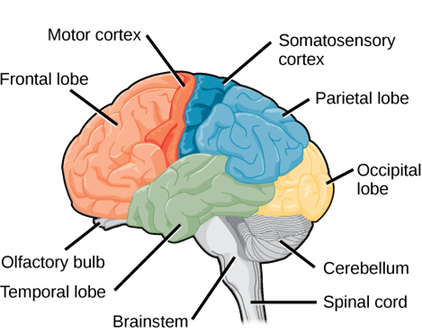 Motor cortex
Somatosensory
cortex
Frontal lobe
Parietal lobe
Occipital
lobe
Olfactory bulb
Cerebellum
Temporal lobe
Spinal cord
Brainstem